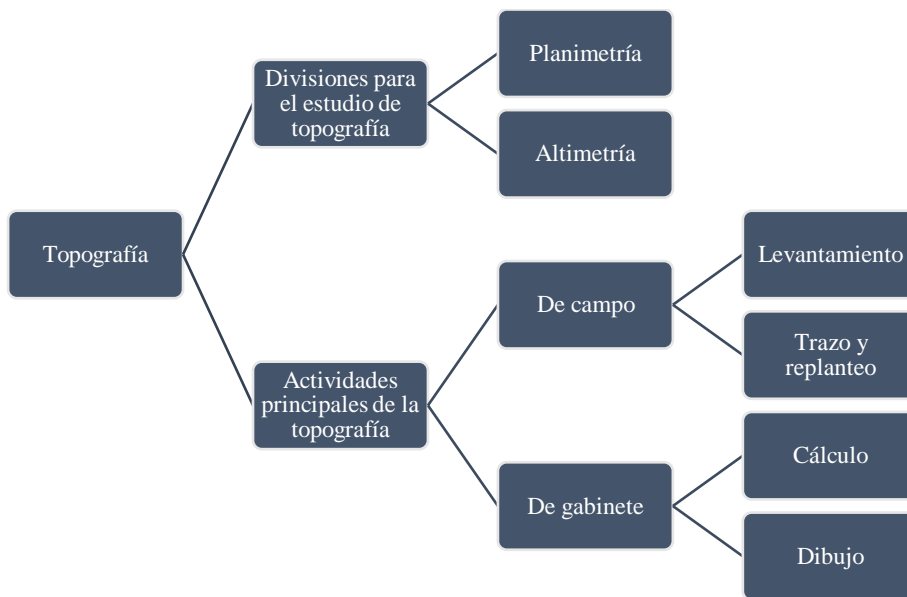 Topografía
Divisiones para
el estudio de
topografía
Planimetría
Altimetría
Actividades
principales de la
topografía
De campo
Levantamiento
Trazo y
replanteo
De gabinete
Cálculo
Dibujo